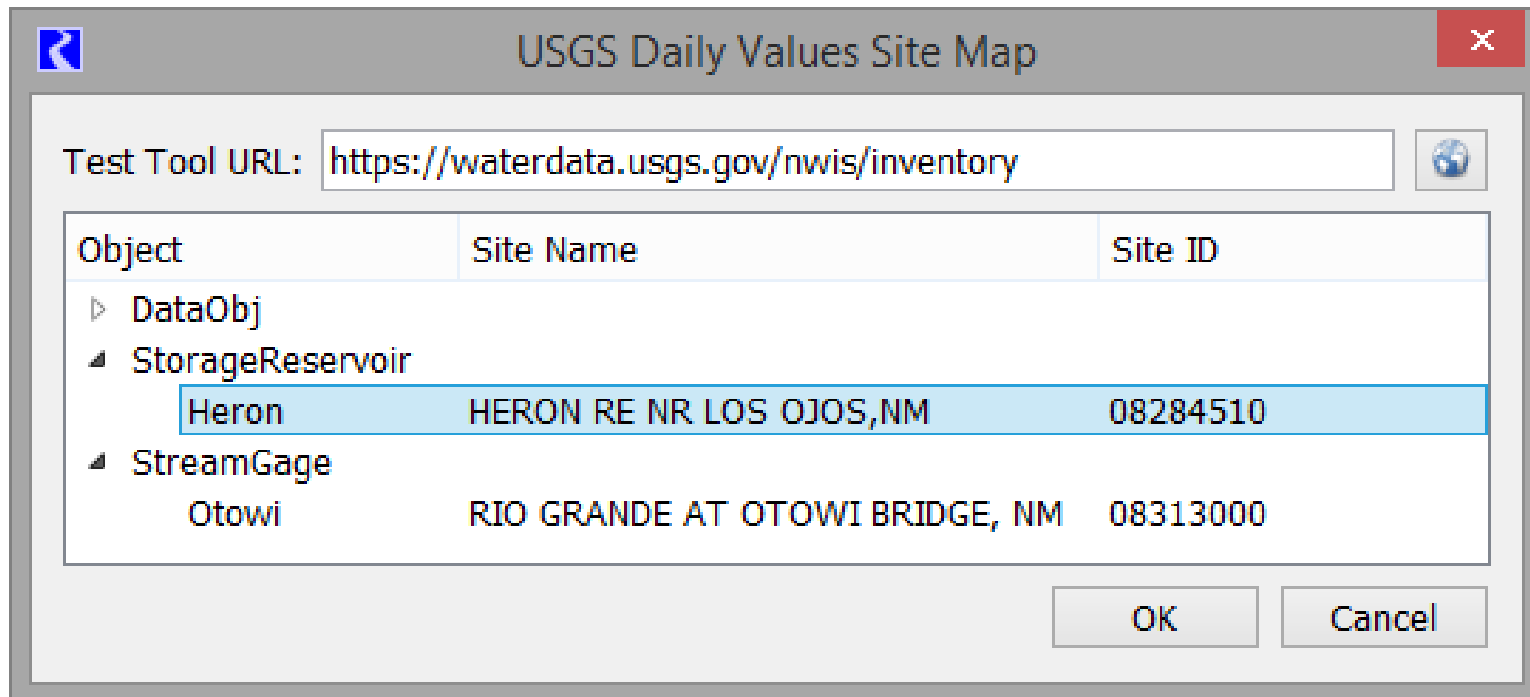 USGS Daily Values Site Map
Test Tool URL: https://waterdata.usgs.gov/nwis/inventory
Object Site Name Site ID
DataObj
StorageReservoir
Heron HERON RE NR LOS OJOS,NM 08284510
StreamGage
Otowi RIO GRANDE AT OTOWI BRIDGE, NM 08313000
OK Cancel